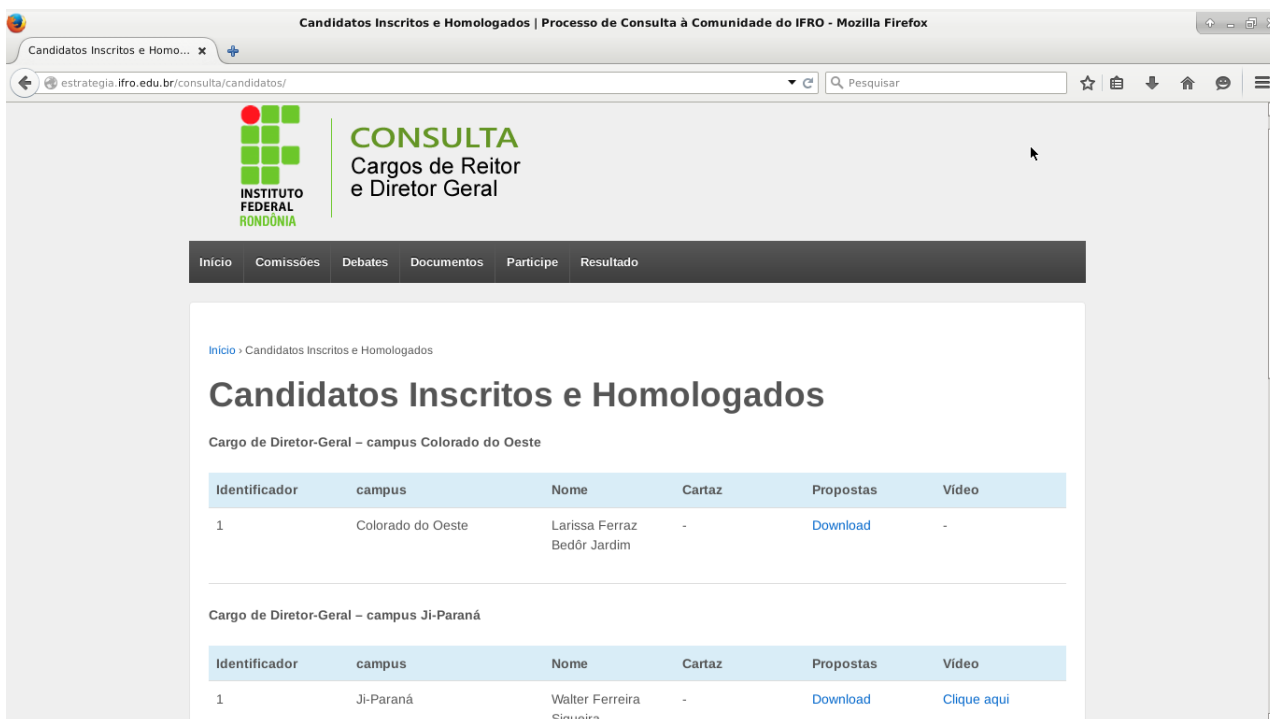 Candidatos Inscritos e Homologados | Processo de Consulta à Comunidade do IFRO - Mozilla Firefox
Candidatos Inscritos e Homo...
estrategia.ifro.edu.br/consulta/candidatos/
Pesquisar
INSTITUTO
FEDERAL
RONDÔNIA
CONSULTA
Cargos de Reitor
e Diretor Geral
Início Comissões Debates Documentos Participe Resultado
Início › Candidatos Inscritos e Homologados
Candidatos Inscritos e Homologados
Cargo de Diretor-Geral – campus Colorado do Oeste
Identificador campus Nome Cartaz Propostas Vídeo
1 Colorado do Oeste Larissa Ferraz - Download -
Bedôr Jardim
Cargo de Diretor-Geral – campus Ji-Paraná
Identificador campus Nome Cartaz Propostas Vídeo
1 Ji-Paraná Walter Ferreira - Download Clique aqui
Siqueira